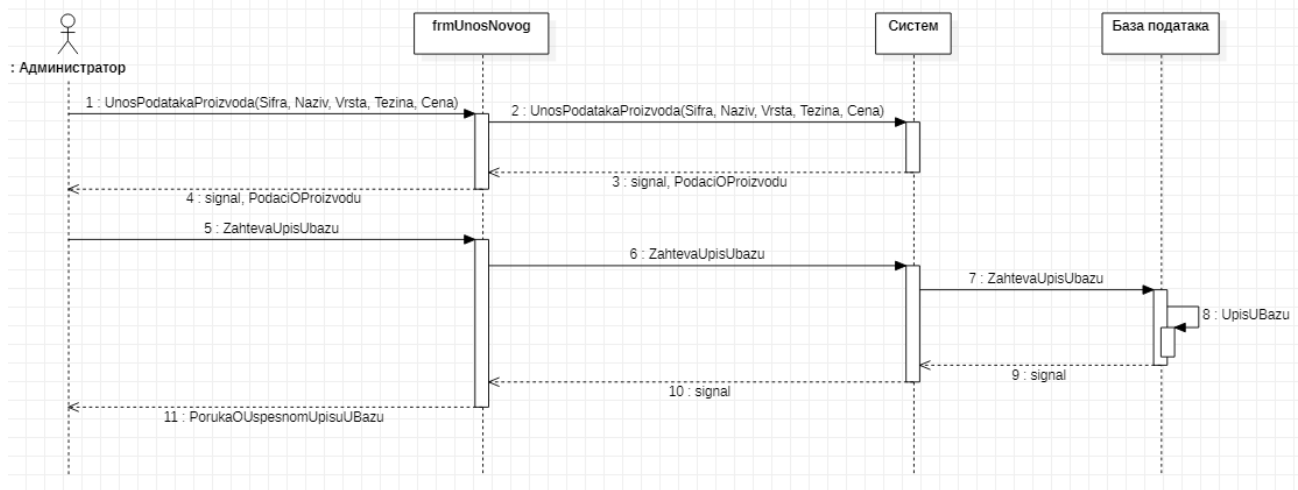 frmUnosNovog
Систем
База података
: Администратор
1 : UnosPodatakaProizvoda(Sifra, Naziv, Vrsta, Tezina, Cena)
2 : UnosPodatakaProizvoda(Sifra, Naziv, Vrsta, Tezina, Cena)
3 : signal, PodaciOProizvodu
4 : signal, PodaciOProizvodu
5 : ZahtevaUpisUbazu
6 : ZahtevaUpisUbazu
7 : ZahtevaUpisUbazu
8 : UpisUBazu
9 : signal
10 : signal
11 : PorukaOUspesnomUpisuUBazu